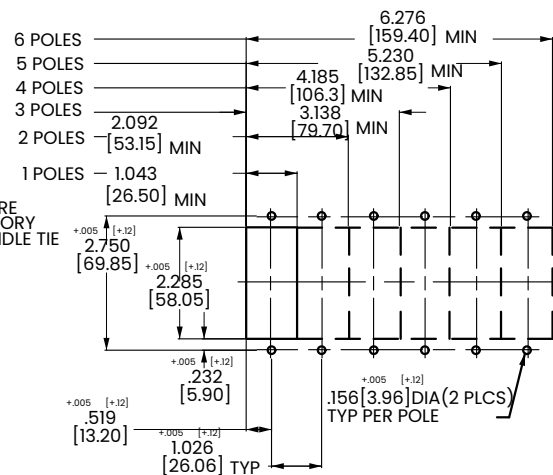 6.276
6 POLES
[159.40] MIN
5 POLES
5.230
[132.85] MIN
4 POLES
4.185
[106.3] MIN
3 POLES
3.138
[79.70] MIN
2.092
2 POLES
[53.15] MIN
1 POLES
1.043
[26.50] MIN
RE
ORY
NDLE TIE
+.005 [+.12]
2.750
[69.85]
+.005 [+.12]
2.285
[58.05]
+.005 [+.12]
.232
[5.90]
+.005 [+.12]
.156[3.96]DIA(2 PLCS)
TYP PER POLE
+.005 [+.12]
.519
[13.20]
+.005 [+.12]
1.026
[26.06] TYP